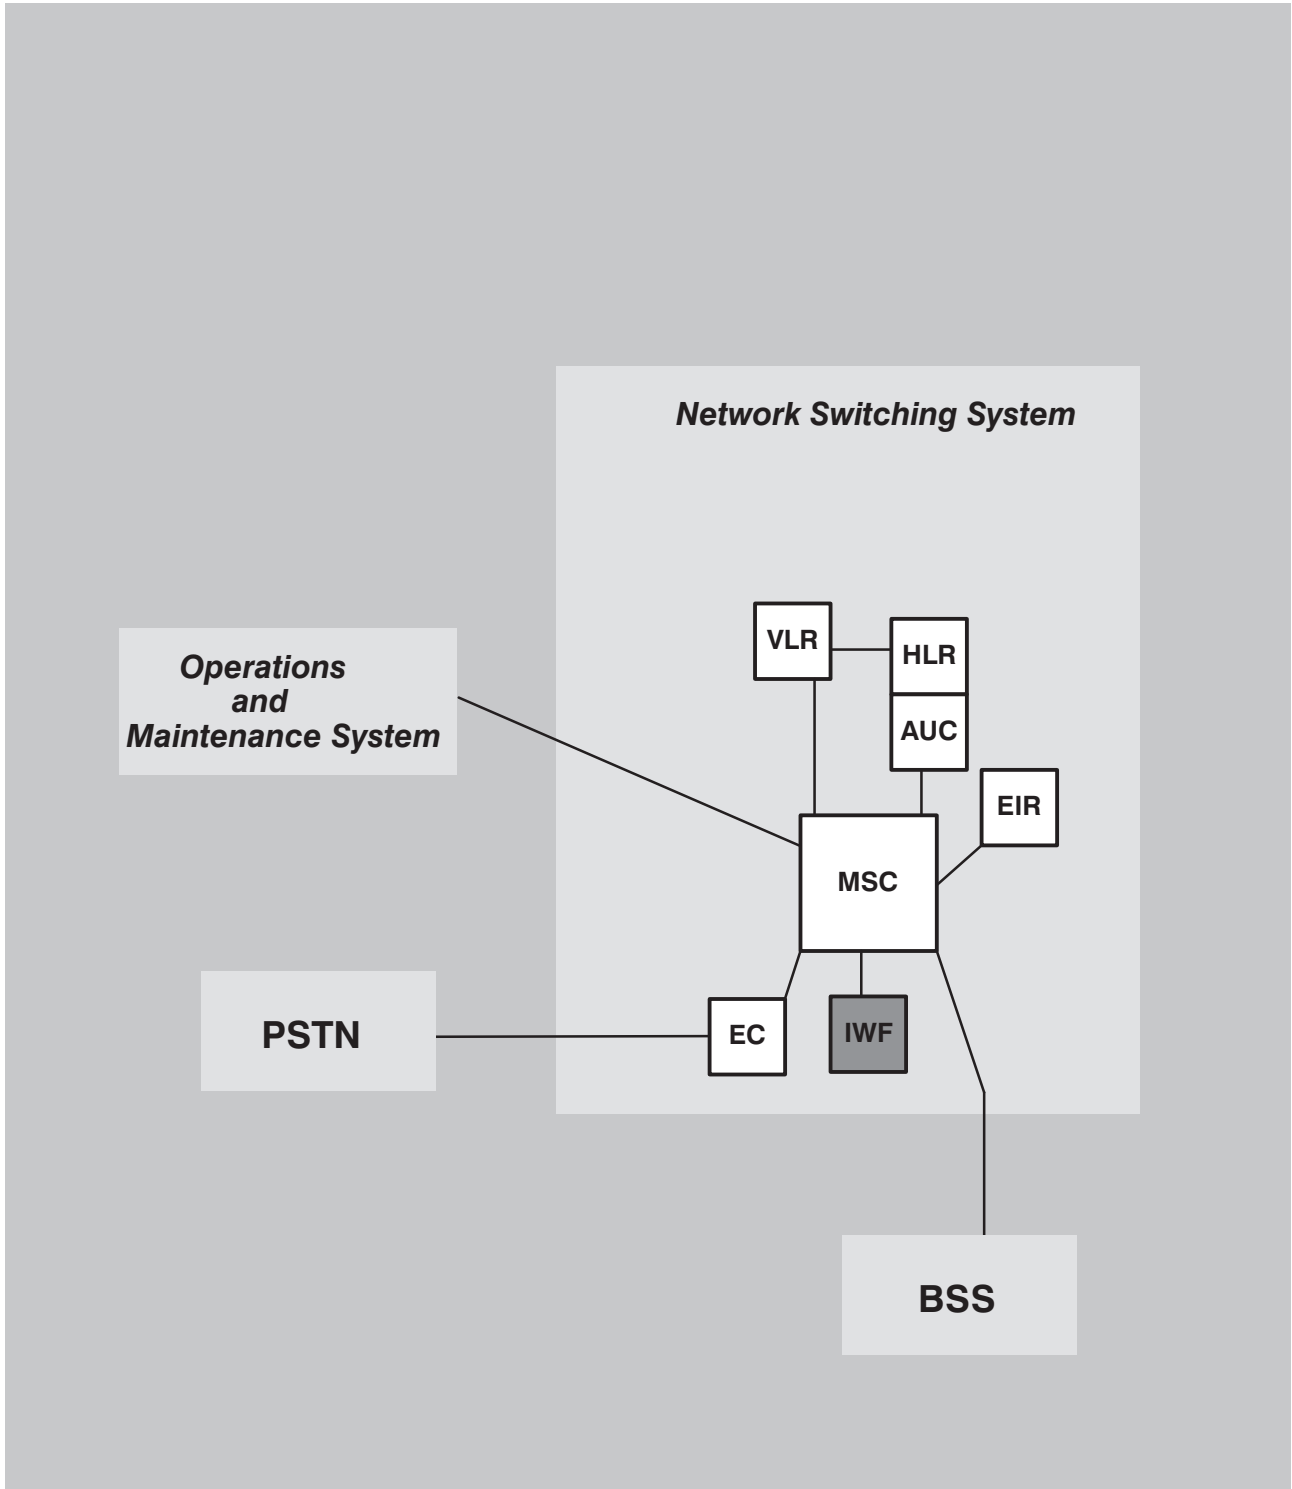 Network Switching System
VLR
HLR
Operations
and
Maintenance System
AUC
EIR
MSC
PSTN
EC
IWF
BSS